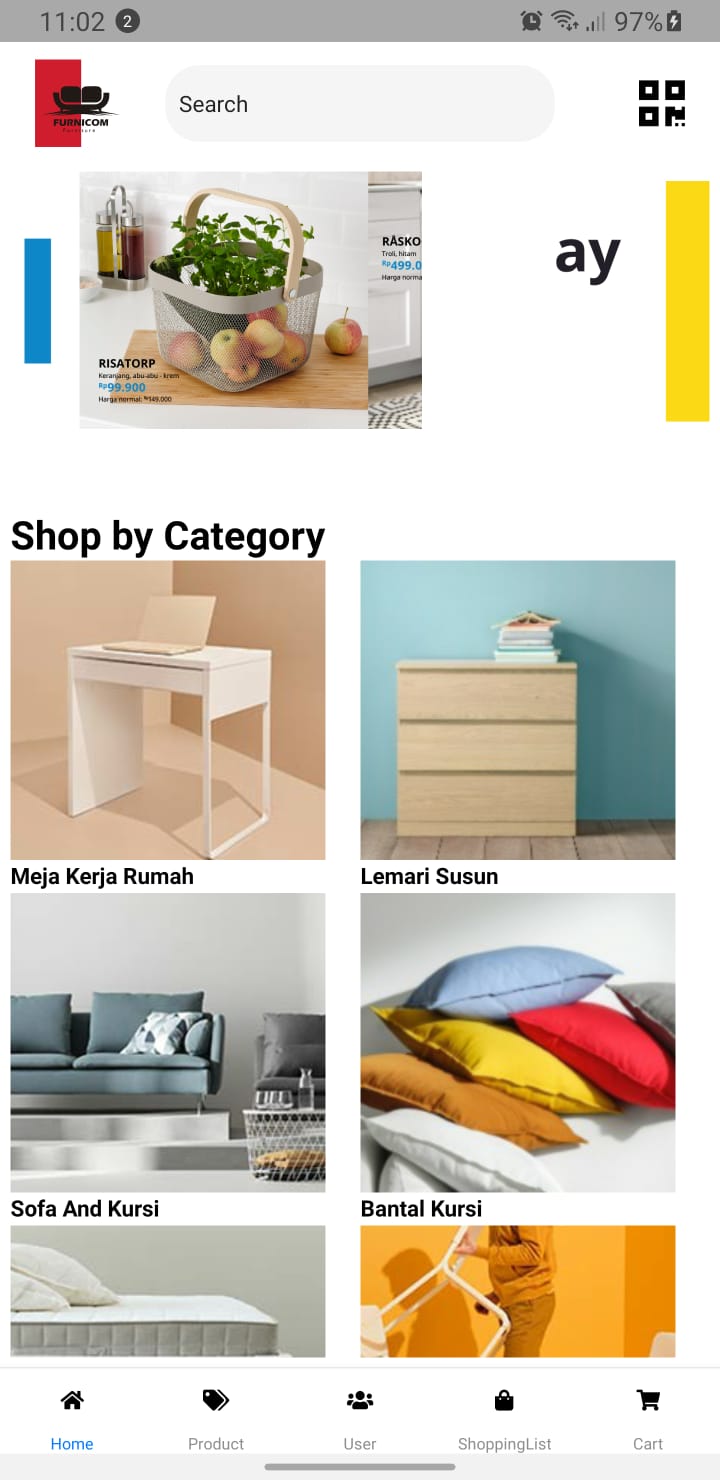 11:02 2 97%
FURNICOM
Furniture
Search
ay
RISATORP
Keranjang, abu-abu - krem
Rp99.900
Harga normal: Rp149.000
RÅSKO
Troli, hitam
Rp499.0
Harga norma
Shop by Category
Meja Kerja Rumah
Lemari Susun
Sofa And Kursi
Bantal Kursi
Home
Product
User
ShoppingList
Cart